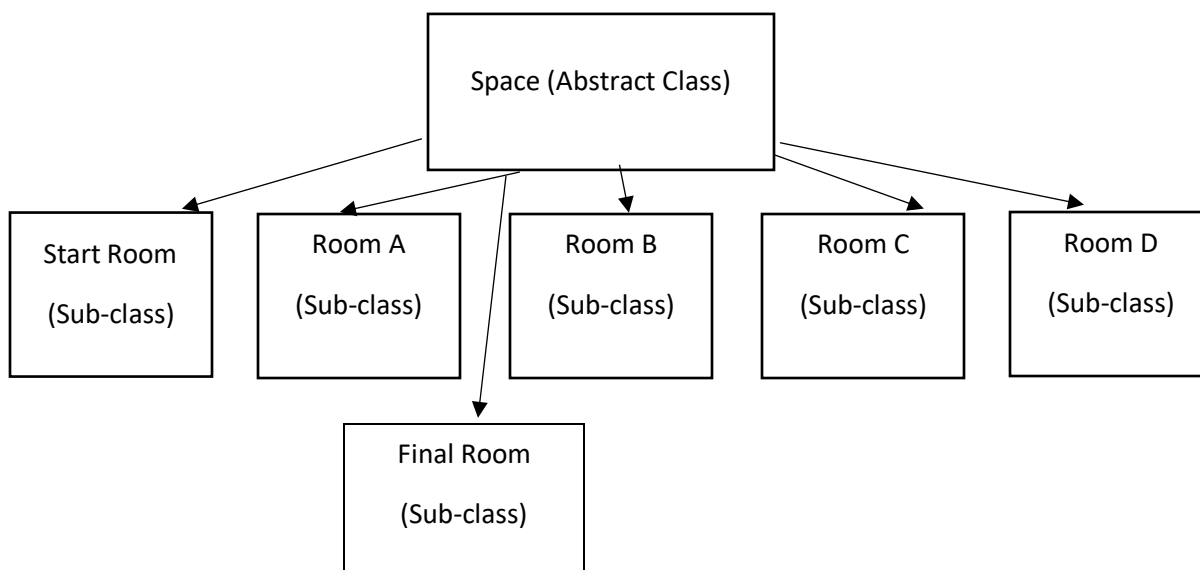 Space (Abstract Class)
Start Room
(Sub-class)
Room A
(Sub-class)
Room B
(Sub-class)
Room C
(Sub-class)
Room D
(Sub-class)
Final Room
(Sub-class)